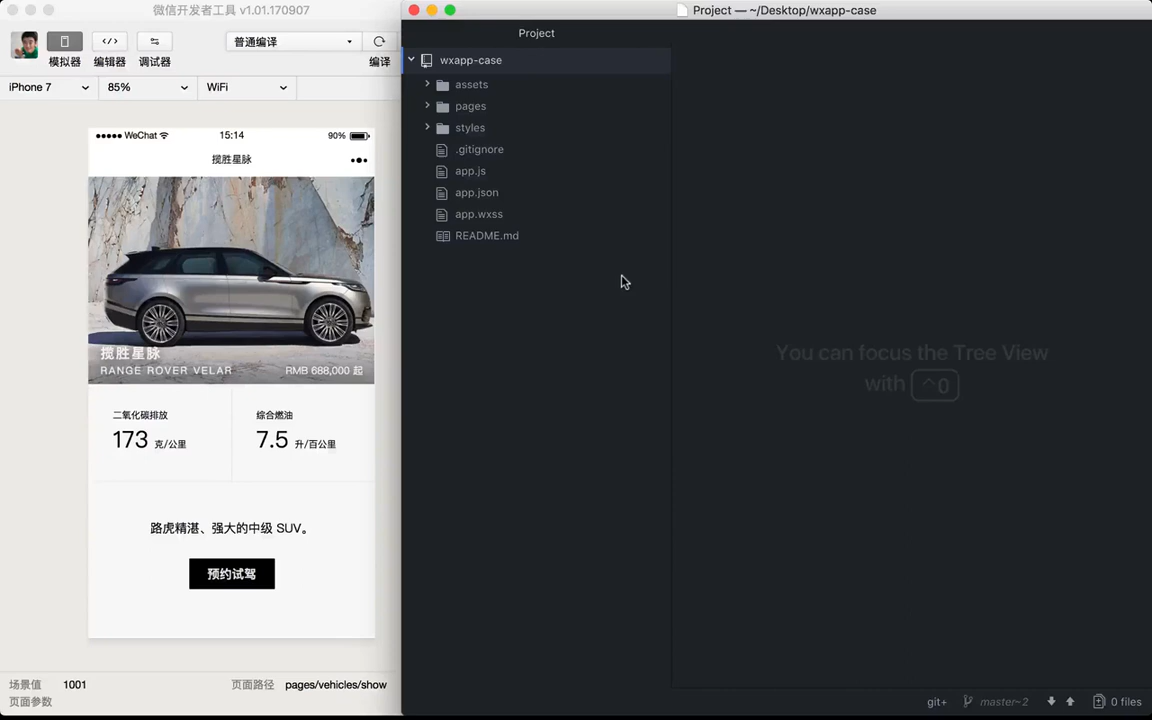 微信开发者工具 v1.01.170907
模拟器
编辑器
调试器
普通编译
编译
iPhone 7
85%
WiFi
WeChat
15:14
90%
揽胜星脉
揽胜星脉
RANGE ROVER VELAR
RMB 688,000 起
二氧化碳排放
173 克/公里
综合燃油
7.5 升/百公里
路虎精湛、强大的中级 SUV。
预约试驾
场景值 1001
页面路径 pages/vehicles/show
页面参数
Project — ~/Desktop/wxapp-case
Project
wxapp-case
assets
pages
styles
.gitignore
app.js
app.json
app.wxss
README.md
You can focus the Tree View
with ^0
git+
master~2
0 files